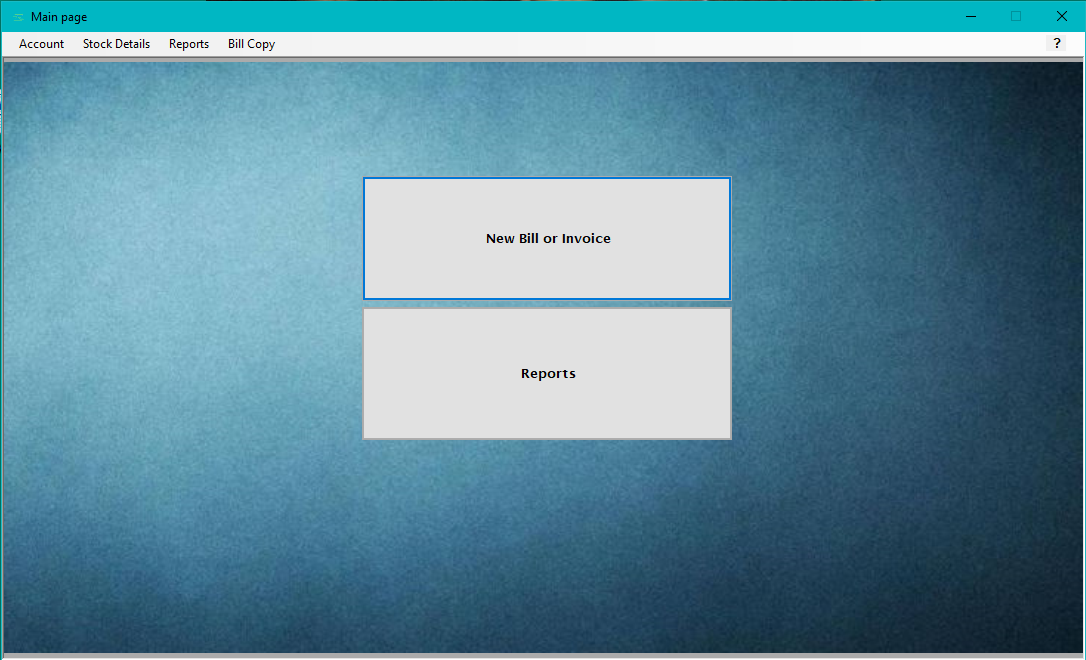 Main page
Account Stock Details Reports Bill Copy ?
New Bill or Invoice
Reports